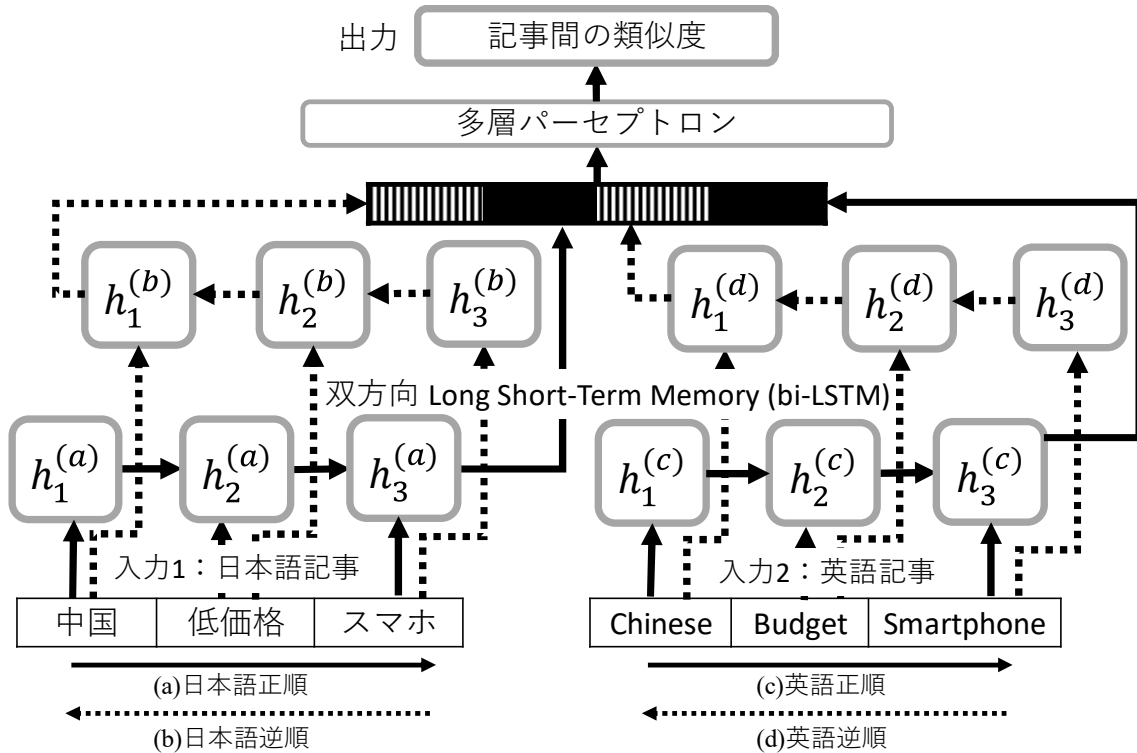 出力 記事間の類似度
多層パーセプトロン
h_1^{(b)} h_2^{(b)} h_3^{(b)} h_1^{(d)} h_2^{(d)} h_3^{(d)}
双方向 Long Short-Term Memory (bi-LSTM)
h_1^{(a)} h_2^{(a)} h_3^{(a)} h_1^{(c)} h_2^{(c)} h_3^{(c)}
入力1：日本語記事 入力2：英語記事
中国 低価格 スマホ Chinese Budget Smartphone
(a)日本語正順 (c)英語正順
(b)日本語逆順 (d)英語逆順